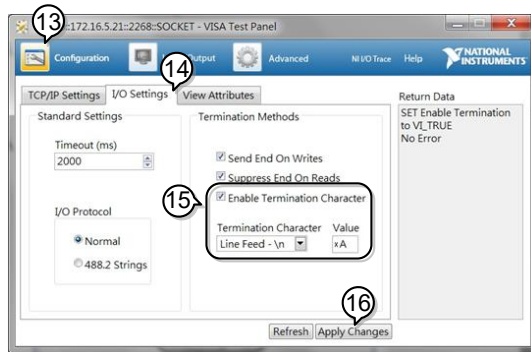 13
::172.16.5.21::2268::SOCKET - VISA Test Panel
Configuration
Output
Advanced
NI I/O Trace
Help
NATIONAL
INSTRUMENTS
14
TCP/IP Settings
I/O Settings
View Attributes
Return Data
Standard Settings
Termination Methods
SET Enable Termination
to VI_TRUE
No Error
Timeout (ms)
2000
Send End On Writes
Suppress End On Reads
15
Enable Termination Character
I/O Protocol
Termination Character
Value
Normal
Line Feed - \n
xA
488.2 Strings
16
Refresh
Apply Changes